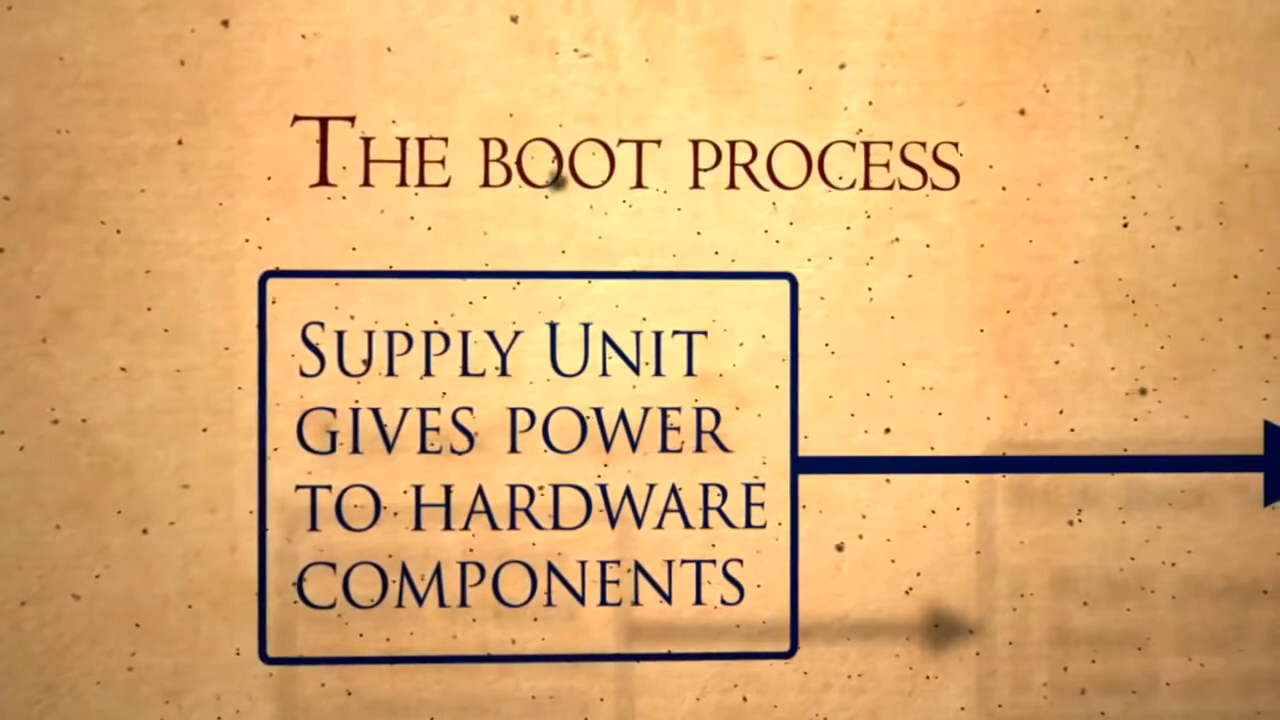 The boot process
Supply Unit
gives power
to hardware
components